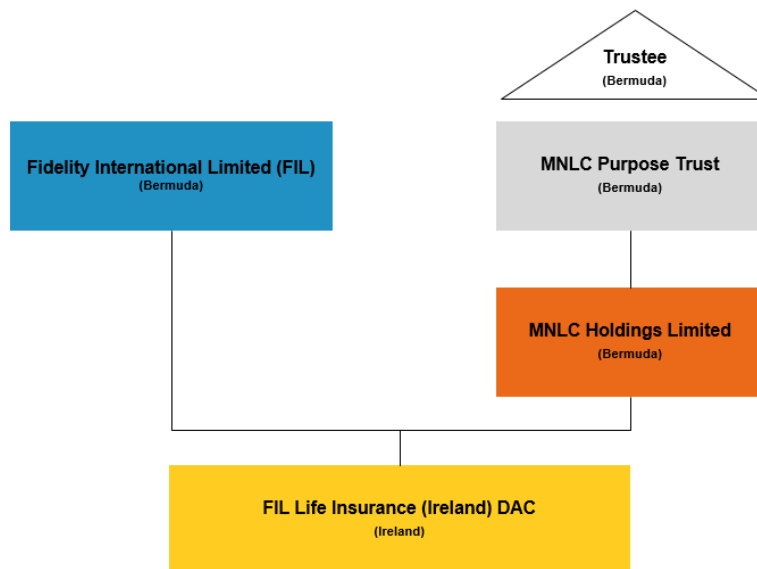 Trustee
(Bermuda)
Fidelity International Limited (FIL)
(Bermuda)
MNLC Purpose Trust
(Bermuda)
MNLC Holdings Limited
(Bermuda)
FIL Life Insurance (Ireland) DAC
(Ireland)